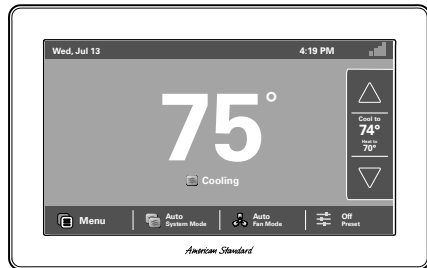 Wed, Jul 13
4:19 PM
75°
Cooling
Cool to
74°
Heat to
70°
Menu
Auto
System Mode
Auto
Fan Mode
Off
Preset
American Standard